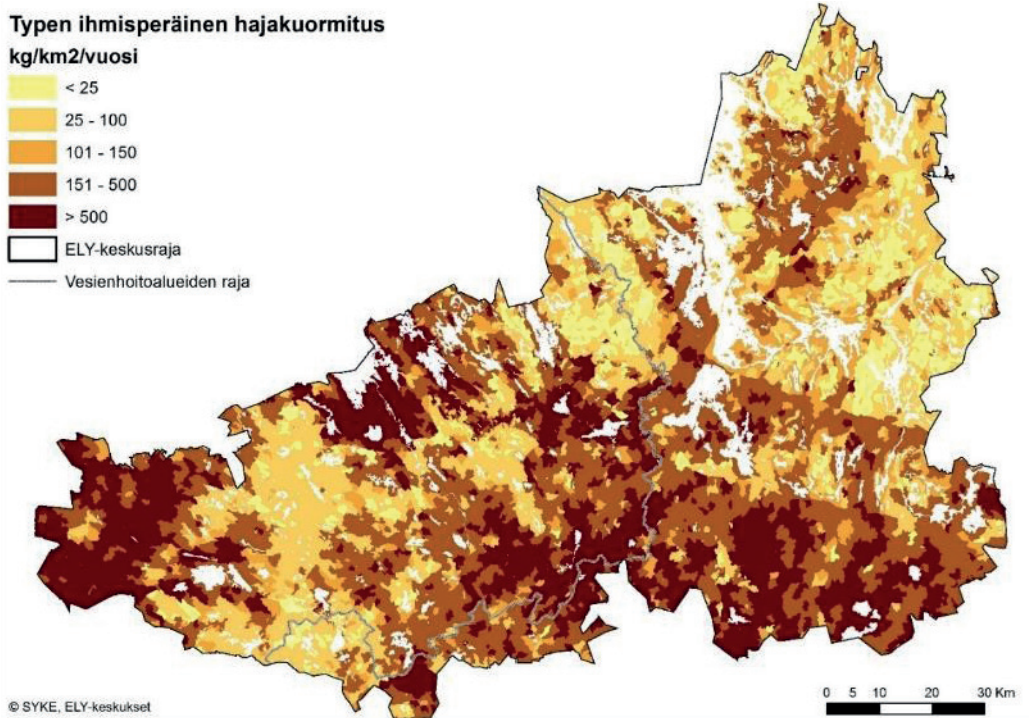 Typen ihmisperäinen hajakuormitus
kg/km2/vuosi
< 25
25 - 100
101 - 150
151 - 500
> 500
ELY-keskusraja
Vesienhoitoalueiden raja
© SYKE, ELY-keskukset
0 5 10 20 30 Km